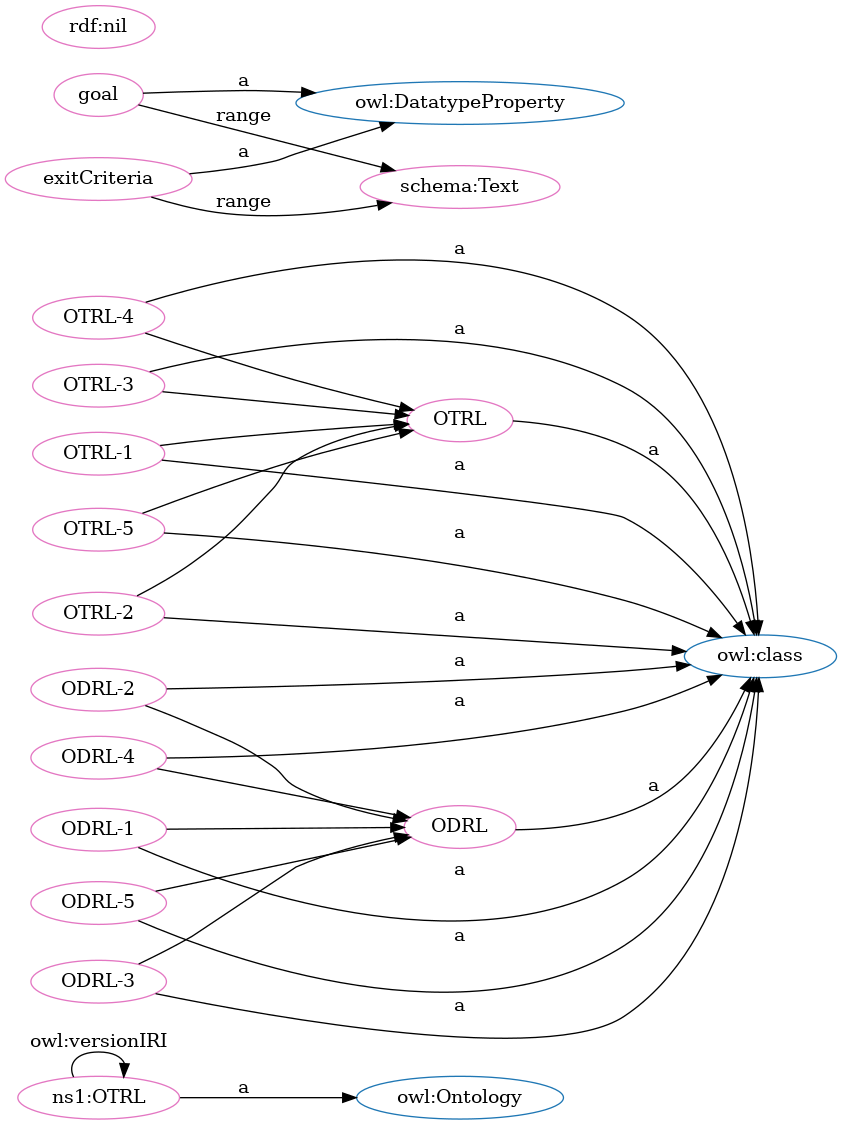 rdf:nil
goal
a
owl:DatatypeProperty
range
a
exitCriteria
schema:Text
range
a
OTRL-4
a
OTRL-3
OTRL
OTRL-1
a
a
OTRL-5
a
OTRL-2
a
owl:class
a
ODRL-2
a
ODRL-4
a
ODRL-1
ODRL
a
ODRL-5
a
ODRL-3
a
owl:versionIRI
ns1:OTRL
a
owl:Ontology